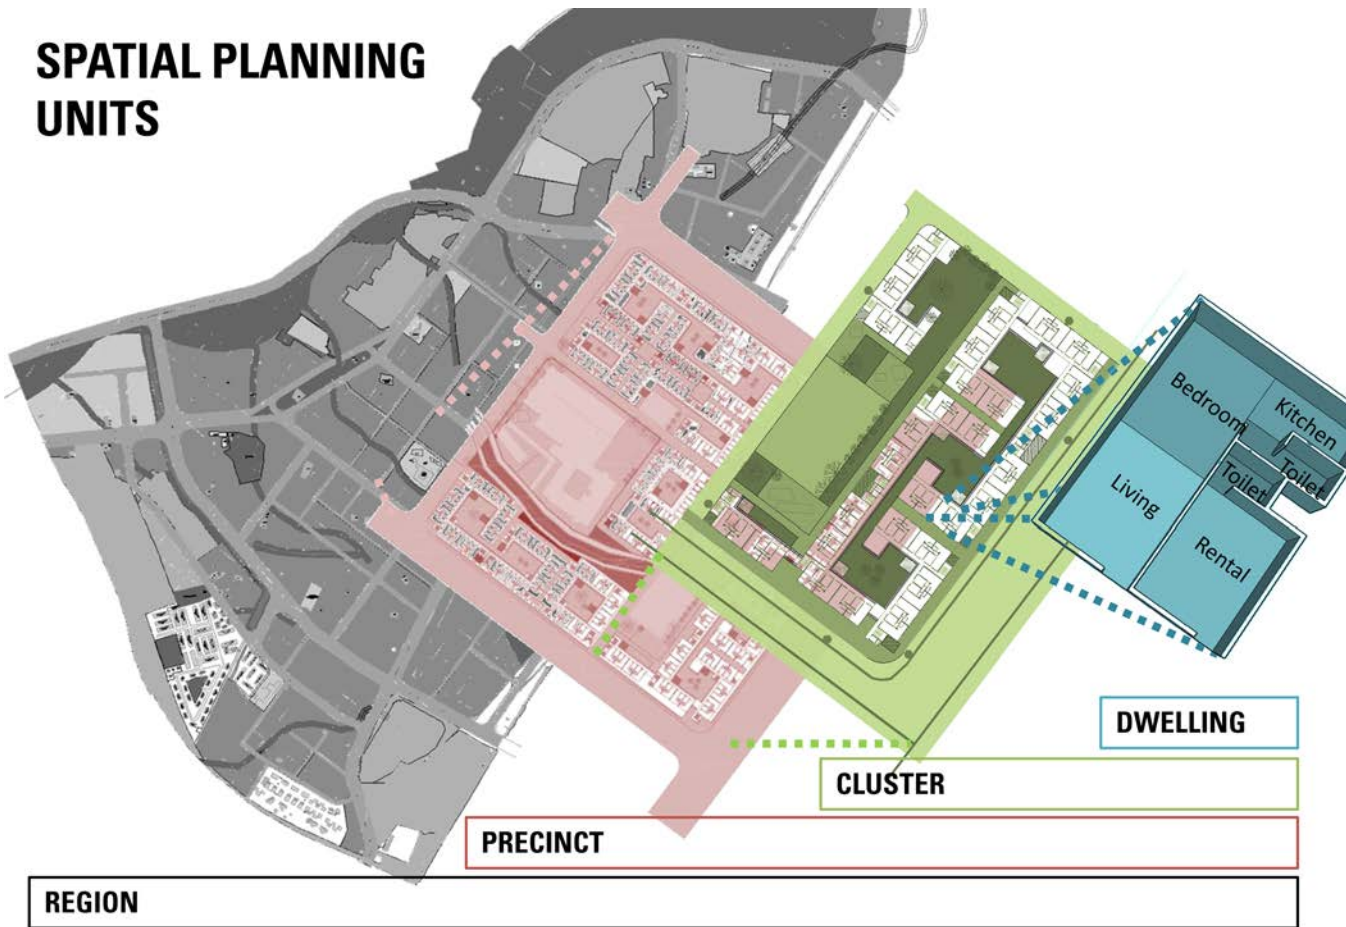 SPATIAL PLANNING
UNITS
Bedroom
Kitchen
Living
Toilet
Toilet
Rental
DWELLING
CLUSTER
PRECINCT
REGION